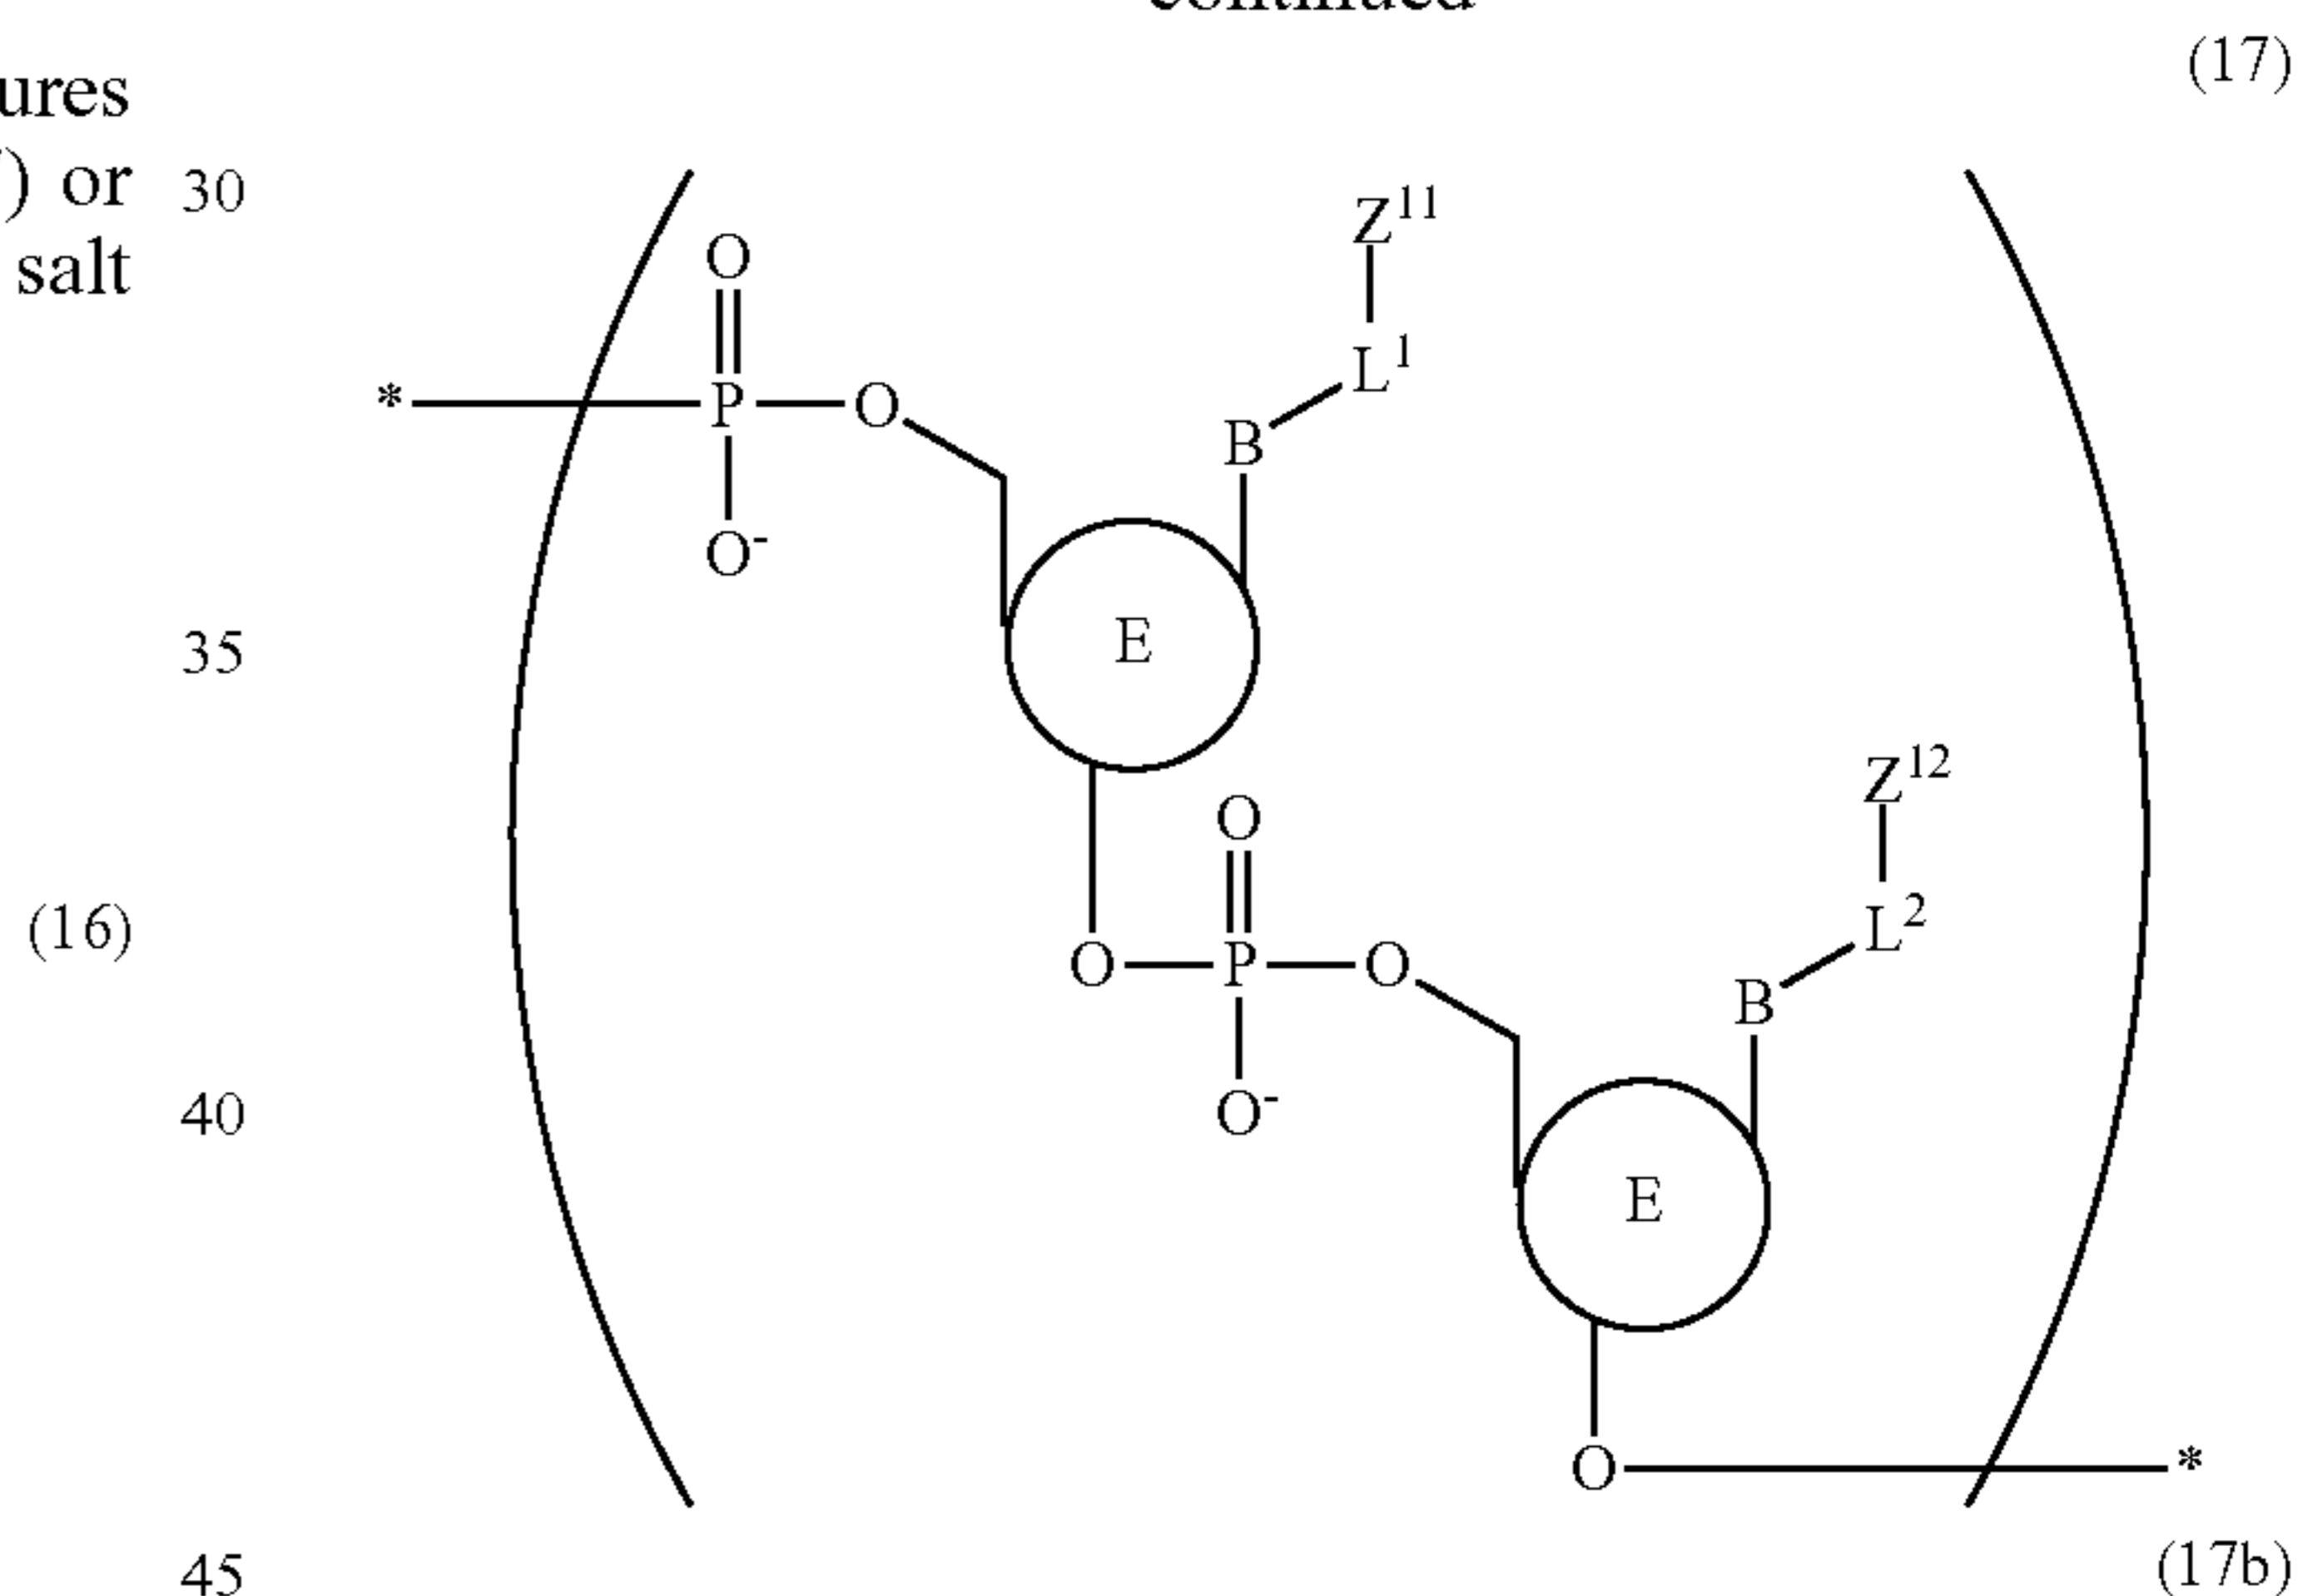 (17)
ures
) or 30
salt
Z¹¹
O
L¹
* P O
B
O⁻
35
E
Z¹²
O
L²
(16)
O P O
B
40
O⁻
E
O *
45
(17b)